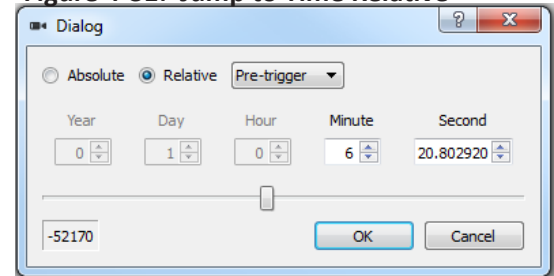 Figure 4-32: Jump to Time Relative
Dialog
Absolute Relative Pre-trigger
Year Day Hour Minute Second
0 1 0 6 20.802920
-52170 OK Cancel